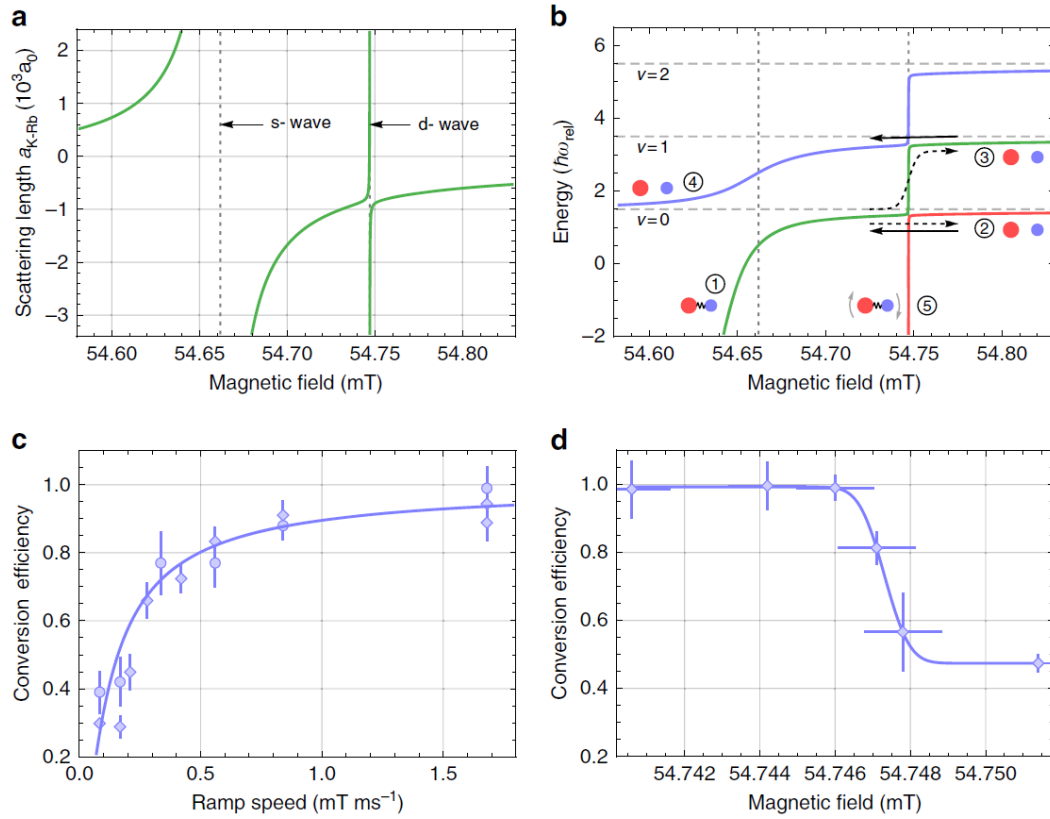 a
Scattering length a_K-Rb (10³a₀)
2
1
0
−1
−2
−3
s- wave
d- wave
54.60
54.65
54.70
54.75
54.80
Magnetic field (mT)
b
Energy (ħω_rel)
6
4
2
0
−2
v=2
v=1
v=0
④
③
②
①
⑤
54.60
54.65
54.70
54.75
54.80
Magnetic field (mT)
c
Conversion efficiency
1.0
0.8
0.6
0.4
0.2
0.0
0.5
1.0
1.5
Ramp speed (mT ms⁻¹)
d
Conversion efficiency
1.0
0.8
0.6
0.4
0.2
54.742
54.744
54.746
54.748
54.750
Magnetic field (mT)